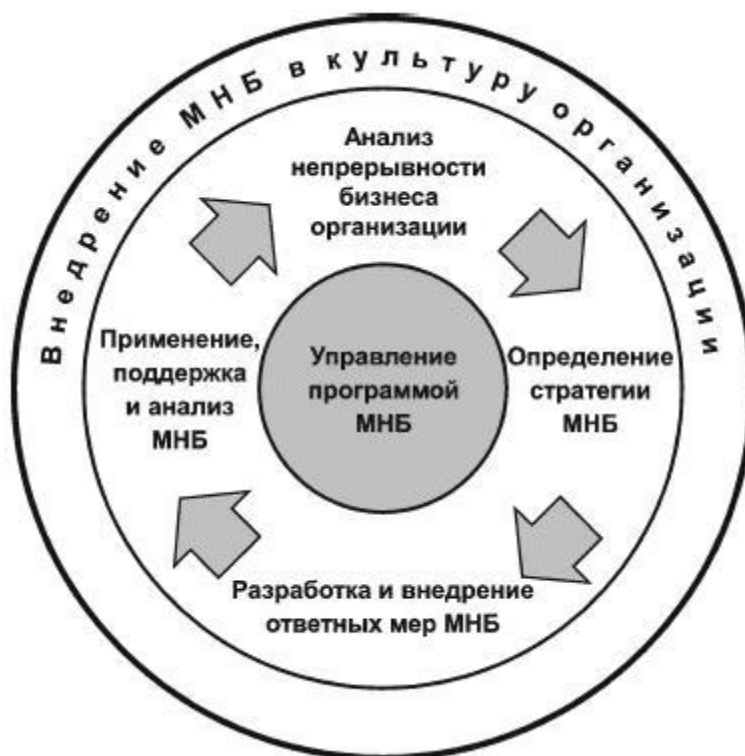 Внедрение МНБ в культуру организации
Анализ
непрерывности
бизнеса
организации
Применение,
поддержка
и анализ
МНБ
Управление
программой
МНБ
Определение
стратегии
МНБ
Разработка и внедрение
ответных мер МНБ